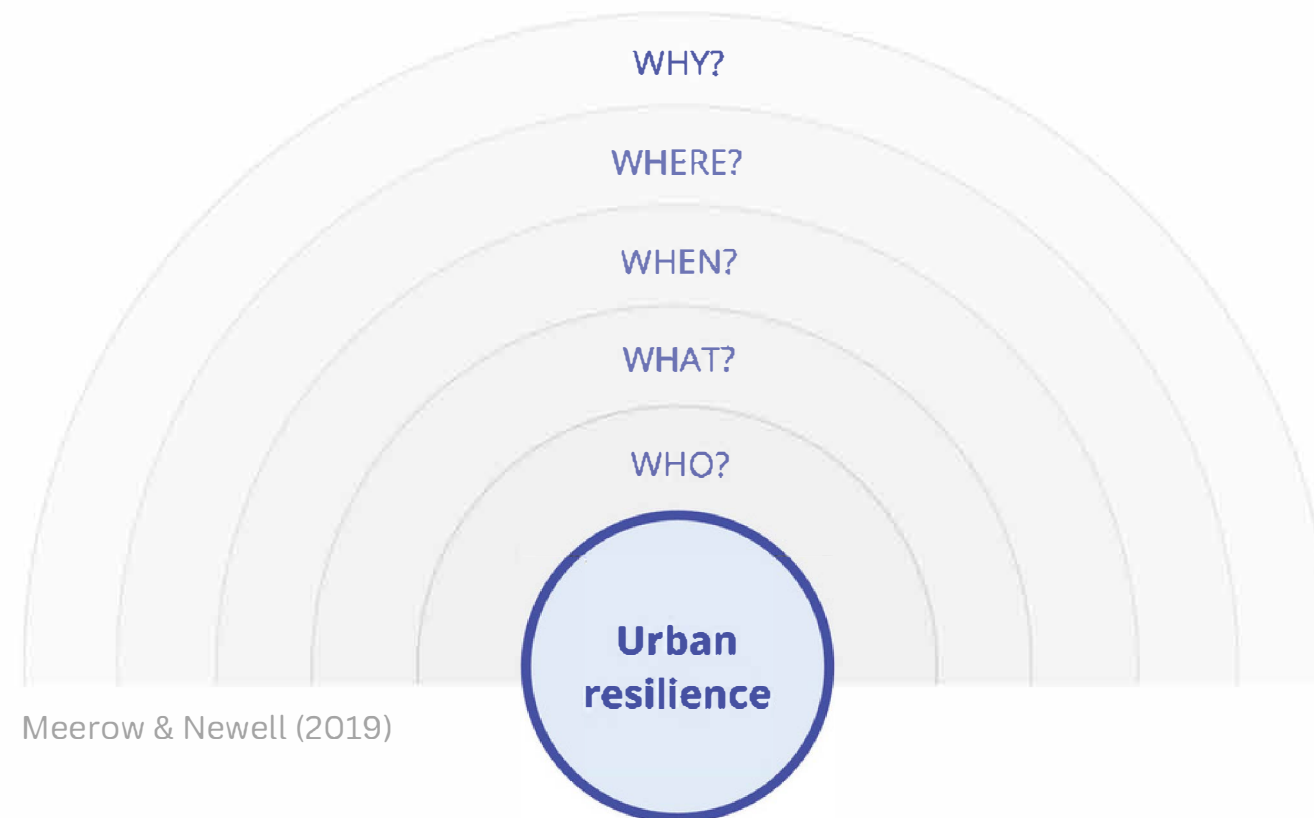 WHY?
WHERE?
WHEN?
WHAT?
WHO?
Urban
resilience
Meerow & Newell (2019)